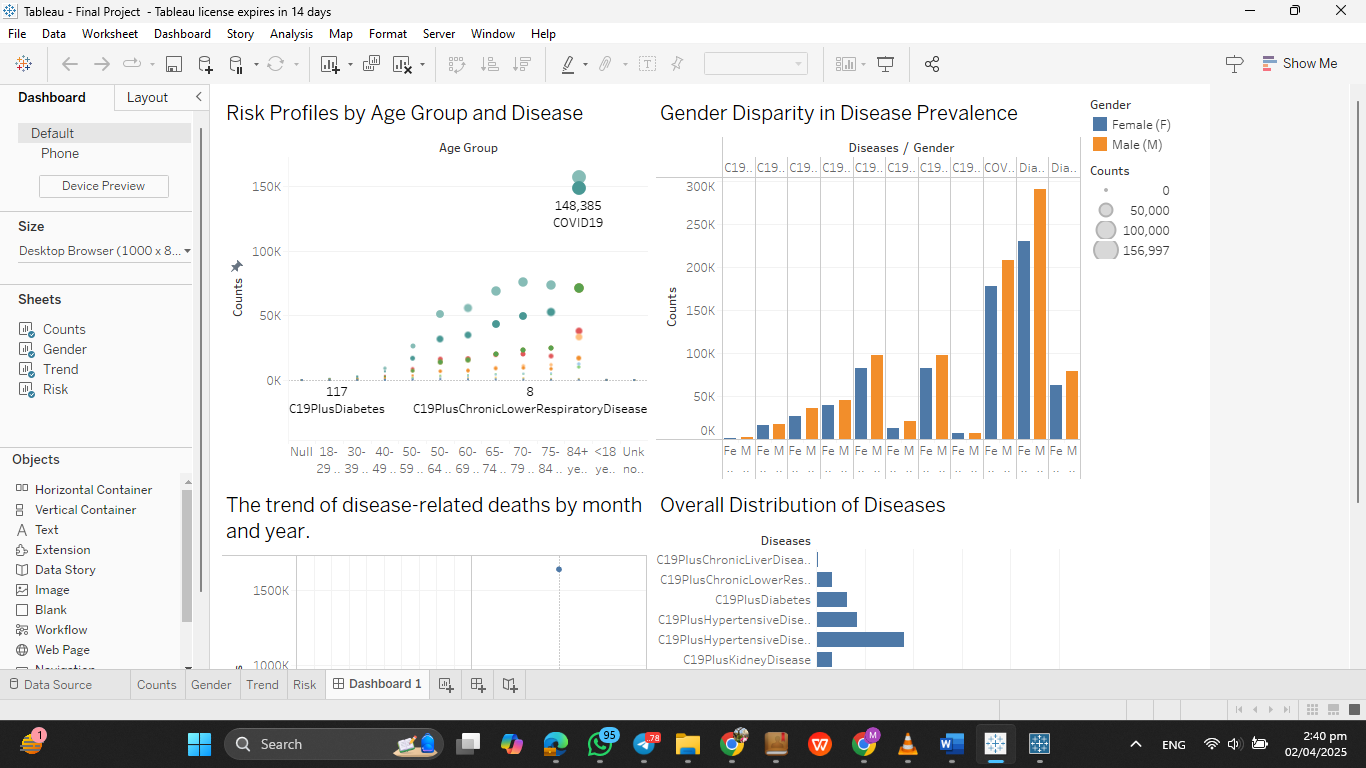 Tableau - Final Project - Tableau license expires in 14 days
File Data Worksheet Dashboard Story Analysis Map Format Server Window Help
Show Me
Dashboard Layout
Default
Phone
Device Preview
Size
Desktop Browser (1000 x 8...
Sheets
Counts
Gender
Trend
Risk
Objects
Horizontal Container
Vertical Container
Text
Extension
Data Story
Image
Blank
Workflow
Web Page
Navigation
Risk Profiles by Age Group and Disease
Age Group
150K
100K
50K
0K
Counts
148,385
COVID19
117
C19PlusDiabetes
8
C19PlusChronicLowerRespiratoryDisease
Null 18- 30- 40- 50- 60- 65- 70- 75- 84+ <18 Unk
29 .. 39 .. 49 .. 59 .. 64 .. 69 .. 74 .. 79 .. 84 .. ye.. ye.. no..
Gender Disparity in Disease Prevalence
Diseases / Gender
C19.. C19.. C19.. C19.. C19.. C19.. C19.. C19.. COV.. Dia.. Dia..
300K
250K
200K
150K
100K
50K
0K
Counts
Fe M Fe M Fe M Fe M Fe M Fe M Fe M Fe M Fe M Fe M Fe M
.. .. .. .. .. .. .. .. .. .. .. .. .. .. .. .. .. .. .. .. .. ..
Gender
Female (F)
Male (M)
Counts
0
50,000
100,000
156,997
The trend of disease-related deaths by month
and year.
1500K
1000K
Overall Distribution of Diseases
Diseases
C19PlusChronicLiverDisea..
C19PlusChronicLowerRes..
C19PlusDiabetes
C19PlusHypertensiveDise..
C19PlusHypertensiveDise..
C19PlusKidneyDisease
Data Source Counts Gender Trend Risk Dashboard 1
1 Search 95 78 M W W ENG
2:40 pm
02/04/2025